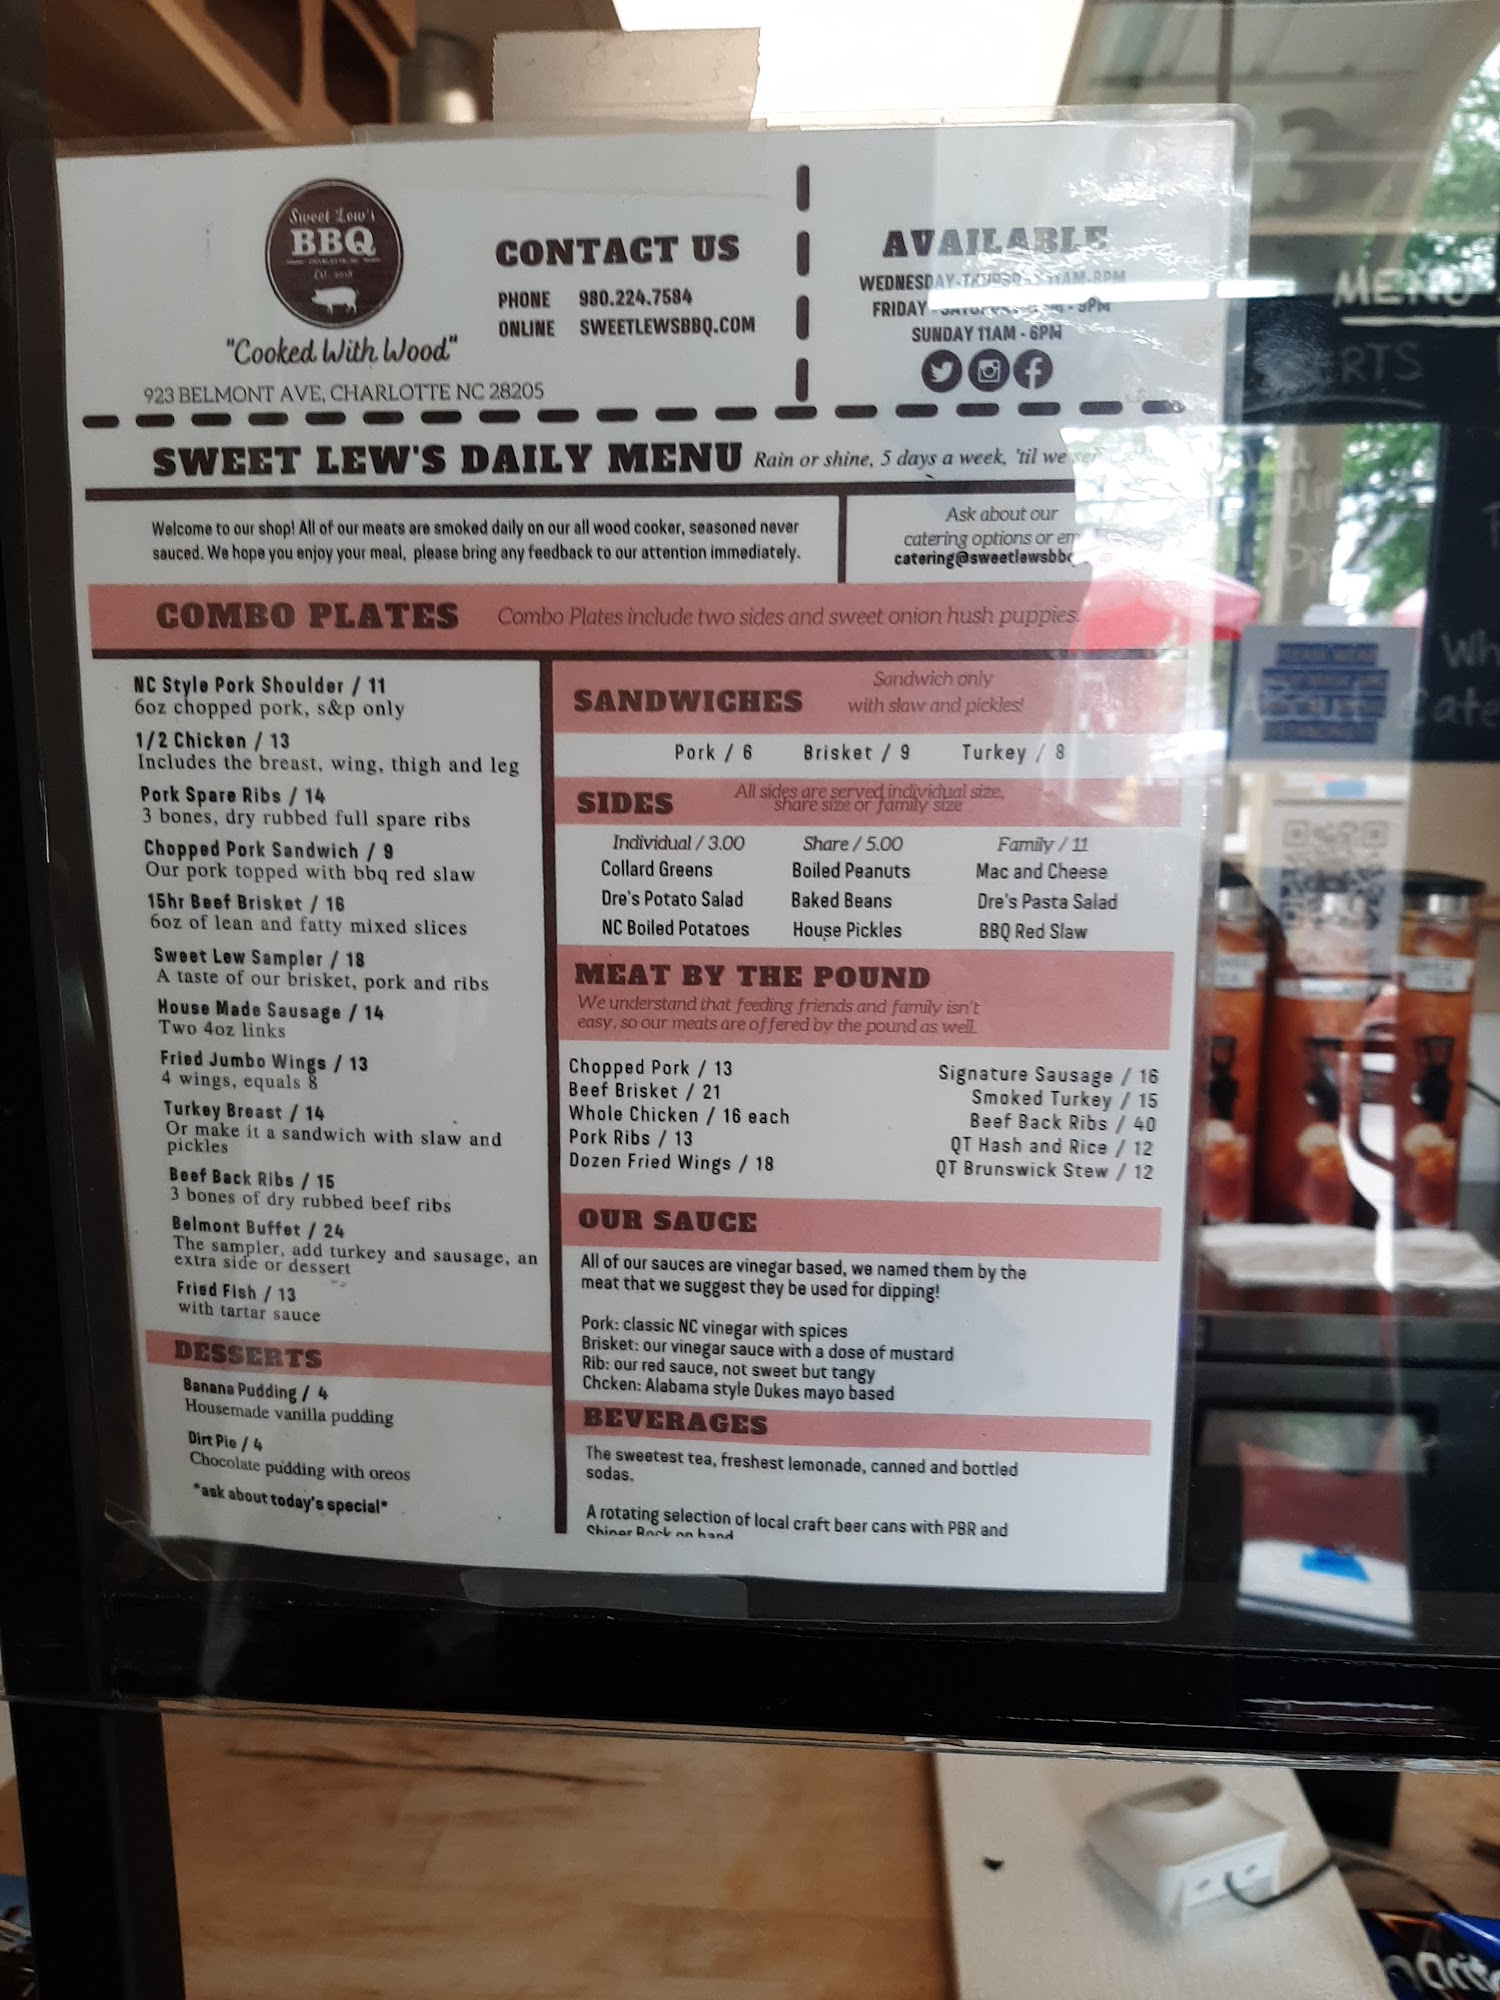 Sweet Lew's
BBQ
CHARLOTTE, NC
Est. 2018
"Cooked With Wood"
923 BELMONT AVE, CHARLOTTE NC 28205
CONTACT US
PHONE 980.224.7584
ONLINE SWEETLEWSBBQ.COM
AVAILABLE
WEDNESDAY-
FRIDAY - - 9PM
SUNDAY 11AM - 6PM
SWEET LEW'S DAILY MENU Rain or shine, 5 days a week, 'til we
Welcome to our shop! All of our meats are smoked daily on our all wood cooker, seasoned never
sauced. We hope you enjoy your meal, please bring any feedback to our attention immediately.
Ask about our
catering options or
catering@sweetlewsbbq
COMBO PLATES Combo Plates include two sides and sweet onion hush puppies.
NC Style Pork Shoulder / 11
6oz chopped pork, s&p only
1/2 Chicken / 13
Includes the breast, wing, thigh and leg
Pork Spare Ribs / 14
3 bones, dry rubbed full spare ribs
Chopped Pork Sandwich / 9
Our pork topped with bbq red slaw
15hr Beef Brisket / 16
6oz of lean and fatty mixed slices
Sweet Lew Sampler / 18
A taste of our brisket, pork and ribs
House Made Sausage / 14
Two 4oz links
Fried Jumbo Wings / 13
4 wings, equals 8
Turkey Breast / 14
Or make it a sandwich with slaw and
pickles
Beef Back Ribs / 15
3 bones of dry rubbed beef ribs
Belmont Buffet / 24
The sampler, add turkey and sausage, an
extra side or dessert
Fried Fish / 13
with tartar sauce
DESSERTS
Banana Pudding / 4
Housemade vanilla pudding
Dirt Pie / 4
Chocolate pudding with oreos
*ask about today's special*
SANDWICHES
Sandwich only
with slaw and pickles!
Pork / 6 Brisket / 9 Turkey / 8
SIDES
All sides are served individual size,
share size or family size
Individual / 3.00 Share / 5.00 Family / 11
Collard Greens Boiled Peanuts Mac and Cheese
Dre's Potato Salad Baked Beans Dre's Pasta Salad
NC Boiled Potatoes House Pickles BBQ Red Slaw
MEAT BY THE POUND
We understand that feeding friends and family isn't
easy, so our meats are offered by the pound as well.
Chopped Pork / 13
Beef Brisket / 21
Whole Chicken / 16 each
Pork Ribs / 13
Dozen Fried Wings / 18
Signature Sausage / 16
Smoked Turkey / 15
Beef Back Ribs / 40
QT Hash and Rice / 12
QT Brunswick Stew / 12
OUR SAUCE
All of our sauces are vinegar based, we named them by the
meat that we suggest they be used for dipping!
Pork: classic NC vinegar with spices
Brisket: our vinegar sauce with a dose of mustard
Rib: our red sauce, not sweet but tangy
Chcken: Alabama style Dukes mayo based
BEVERAGES
The sweetest tea, freshest lemonade, canned and bottled
sodas.
A rotating selection of local craft beer cans with PBR and
Shiner Bock on hand
MENU
About Cate